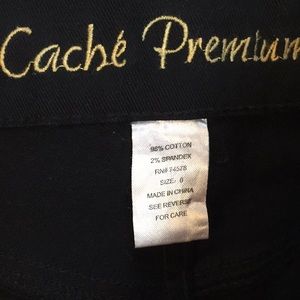 Caché Premium
98% COTTON
2% SPANDEX
RN# 74578
SIZE: 6
MADE IN CHINA
SEE REVERSE
FOR CARE